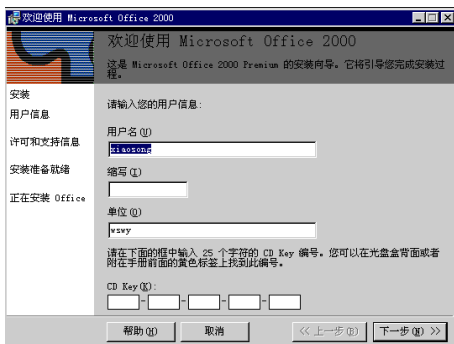 欢迎使用 Microsoft Office 2000
欢迎使用 Microsoft Office 2000
这是 Microsoft Office 2000 Premium 的安装向导。它将引导您完成安装过
程。
安装
用户信息
许可和支持信息
安装准备就绪
正在安装 Office
请输入您的用户信息:
用户名(U)
xiaosong
缩写(I)
单位(O)
wswy
请在下面的框中输入 25 个字符的 CD Key 编号。您可以在光盘盒背面或者
附在手册前面的黄色标签上找到此编号。
CD Key(K):
- - - -
帮助(H)
取消
<< 上一步(B)
下一步(N) >>